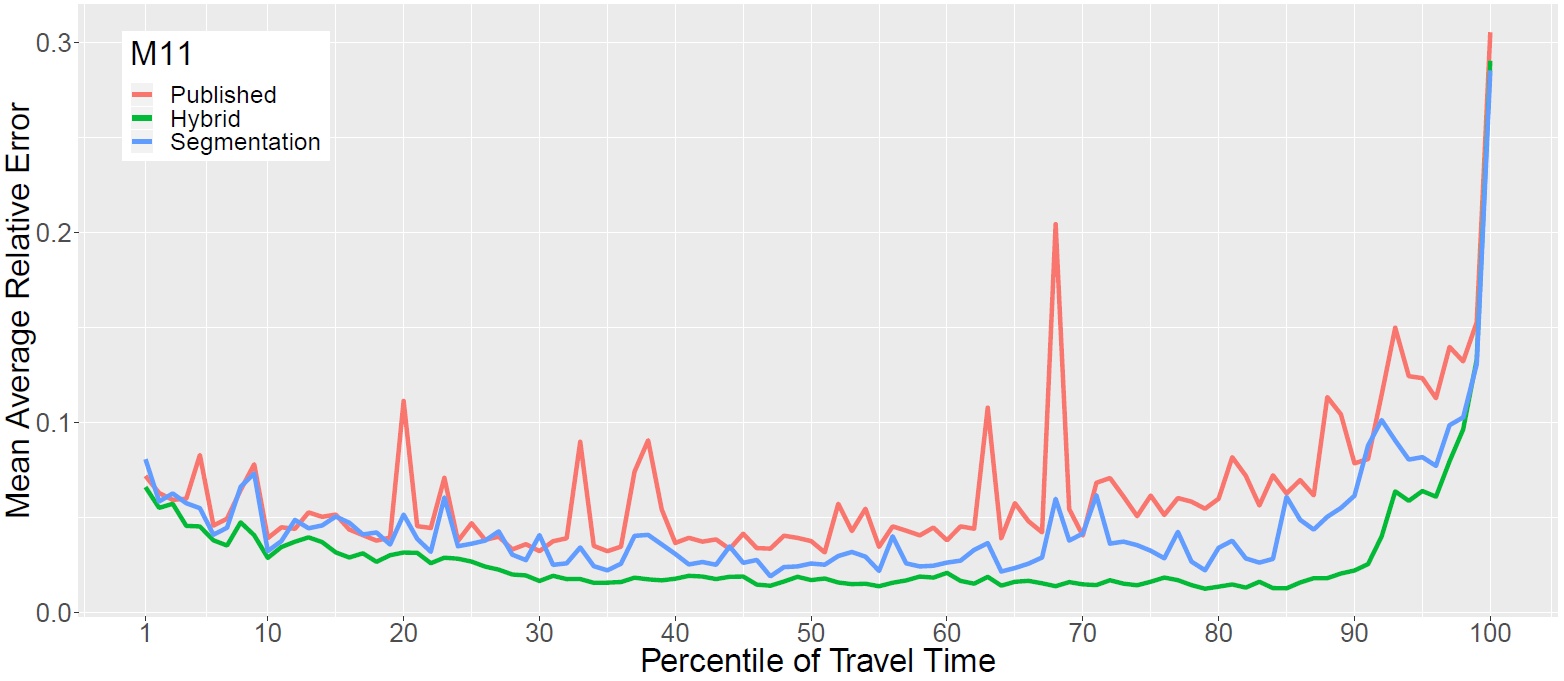 M11
Published
Hybrid
Segmentation
Mean Average Relative Error
0.3
0.2
0.1
0.0
1 10 20 30 40 50 60 70 80 90 100
Percentile of Travel Time